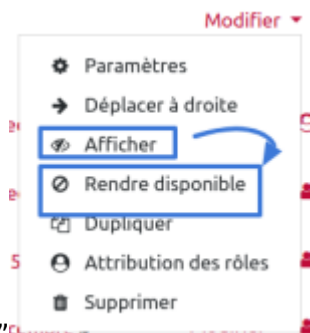 Modifier
Paramètres
Déplacer à droite
Afficher
Rendre disponible
Dupliquer
Attribution des rôles
Supprimer